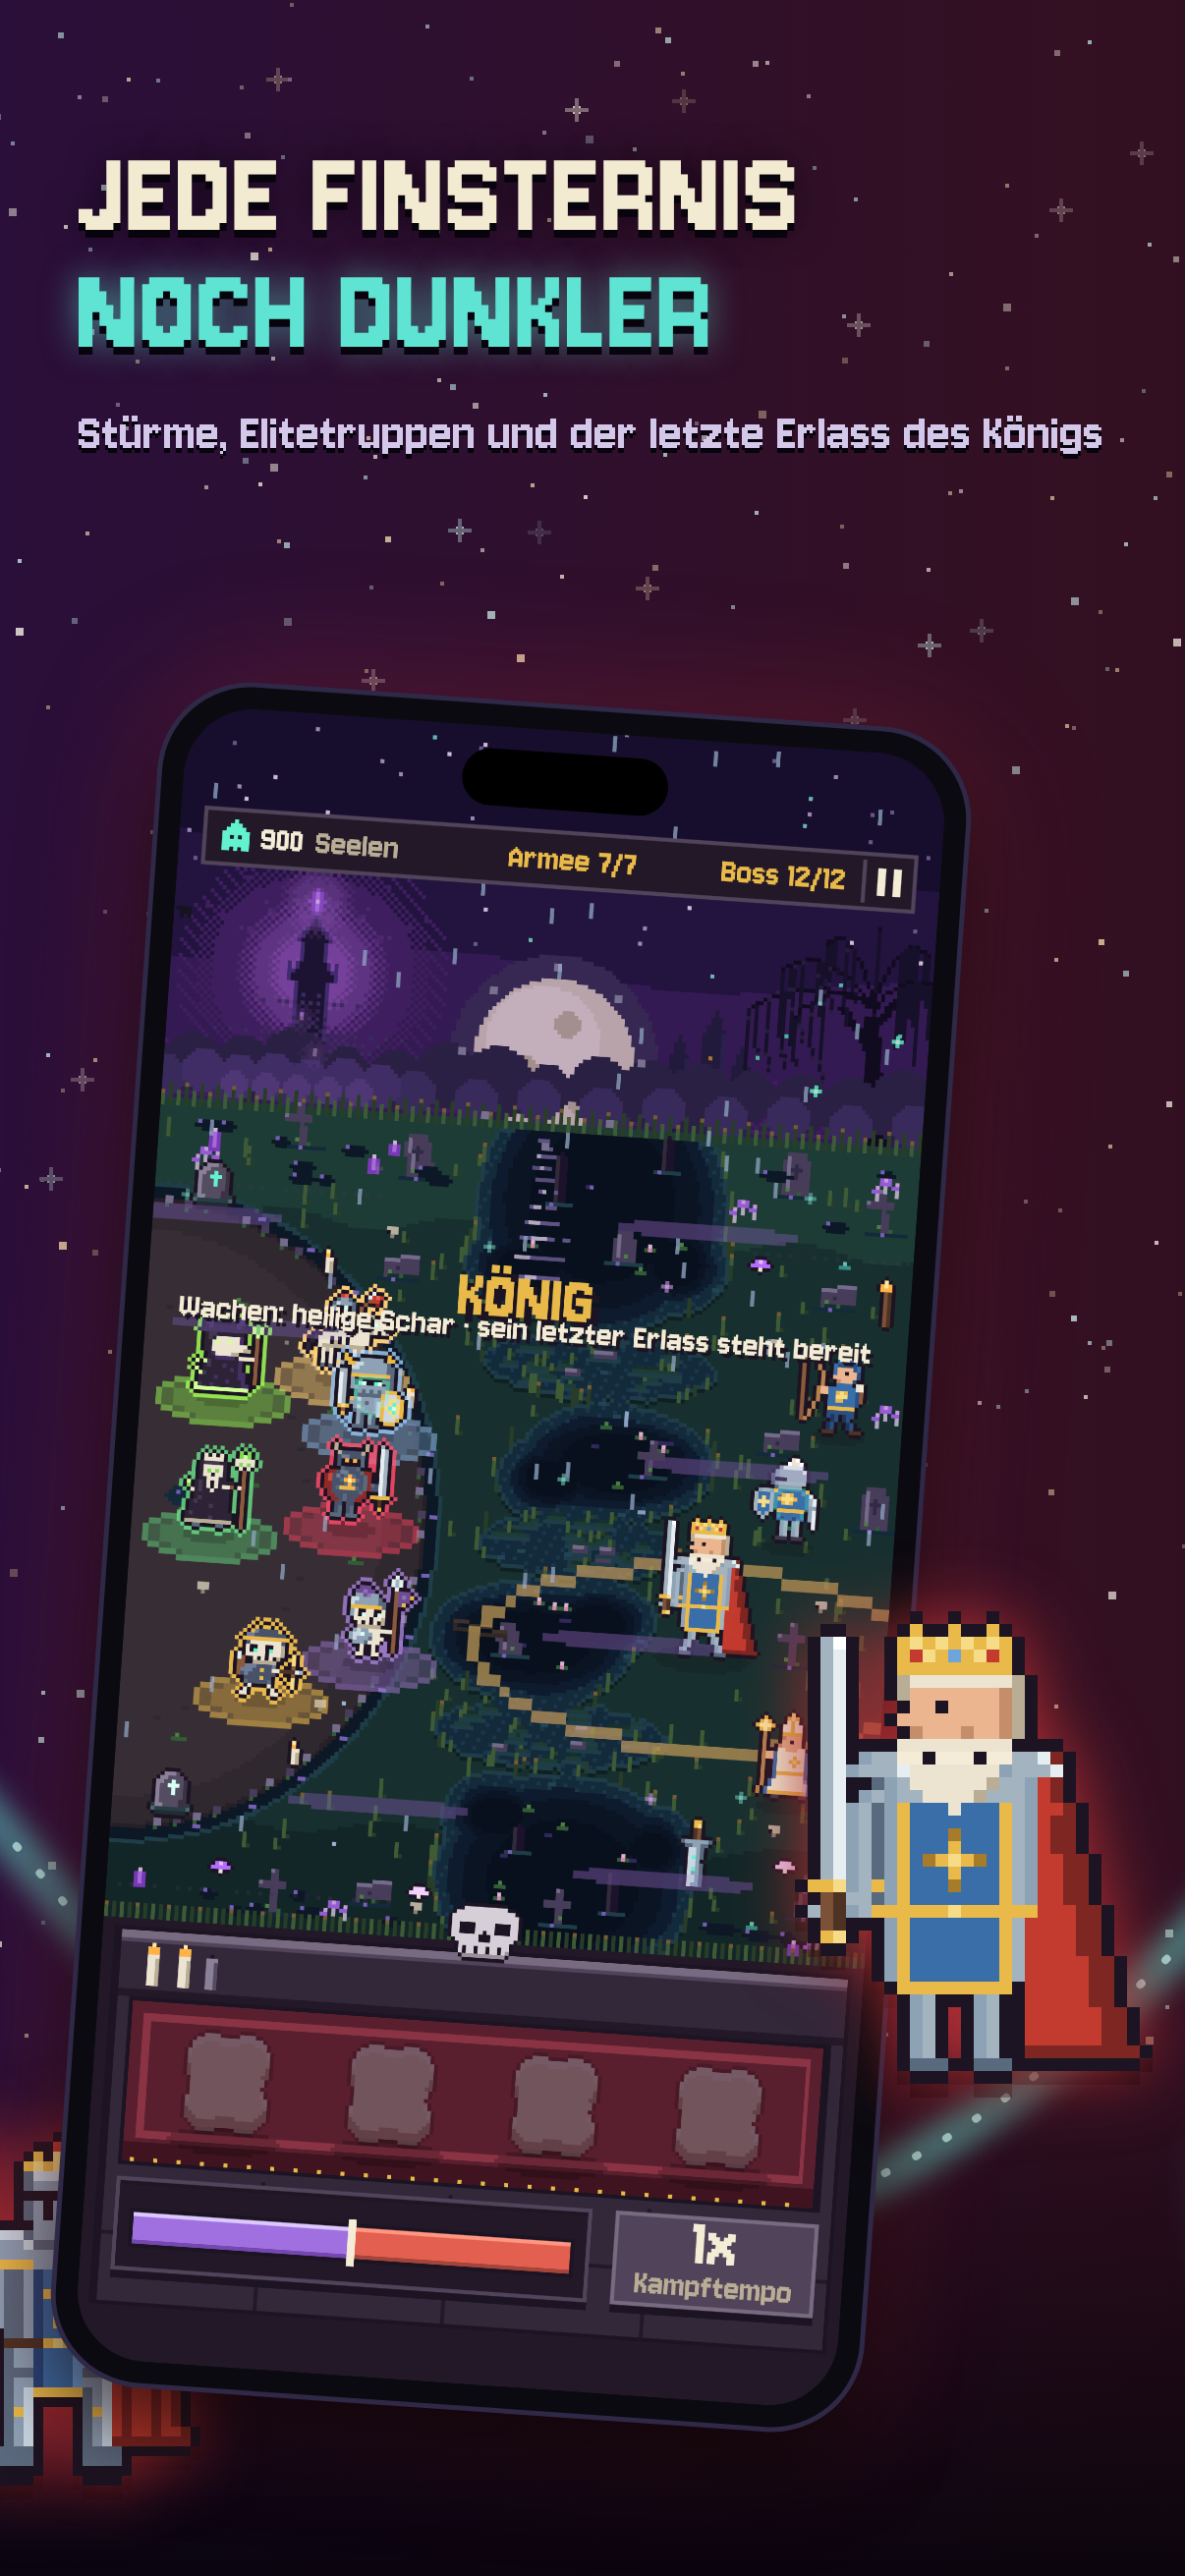 JEDE FINSTERNIS
NOCH DUNKLER
Stürme, Elitetruppen und der letzte Erlass des Königs
900 Seelen
Armee 7/7
Boss 12/12
KÖNIG
Wachen: heilige Schar · sein letzter Erlass steht bereit
1x
Kampftempo